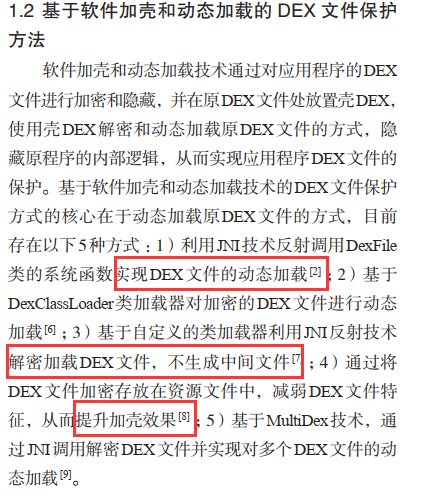 1.2 基于软件加壳和动态加载的 DEX 文件保护
方法
软件加壳和动态加载技术通过对应用程序的DEX
文件进行加密和隐藏，并在原DEX文件处放置壳DEX，
使用壳DEX解密和动态加载原DEX文件的方式，隐
藏原程序的内部逻辑，从而实现应用程序DEX文件的
保护。基于软件加壳和动态加载技术的DEX文件保护
方式的核心在于动态加载原DEX文件的方式，目前
存在以下5种方式：1）利用JNI技术反射调用DexFile
类的系统函数实现DEX文件的动态加载[2]；2）基于
DexClassLoader类加载器对加密的DEX文件进行动态
加载[6]；3）基于自定义的类加载器利用JNI反射技术
解密加载DEX文件，不生成中间文件[7]；4）通过将
DEX文件加密存放在资源文件中，减弱DEX文件特
征，从而提升加壳效果[8]；5）基于MultiDex技术，通
过JNI调用解密DEX文件并实现对多个DEX文件的动
态加载[9]。